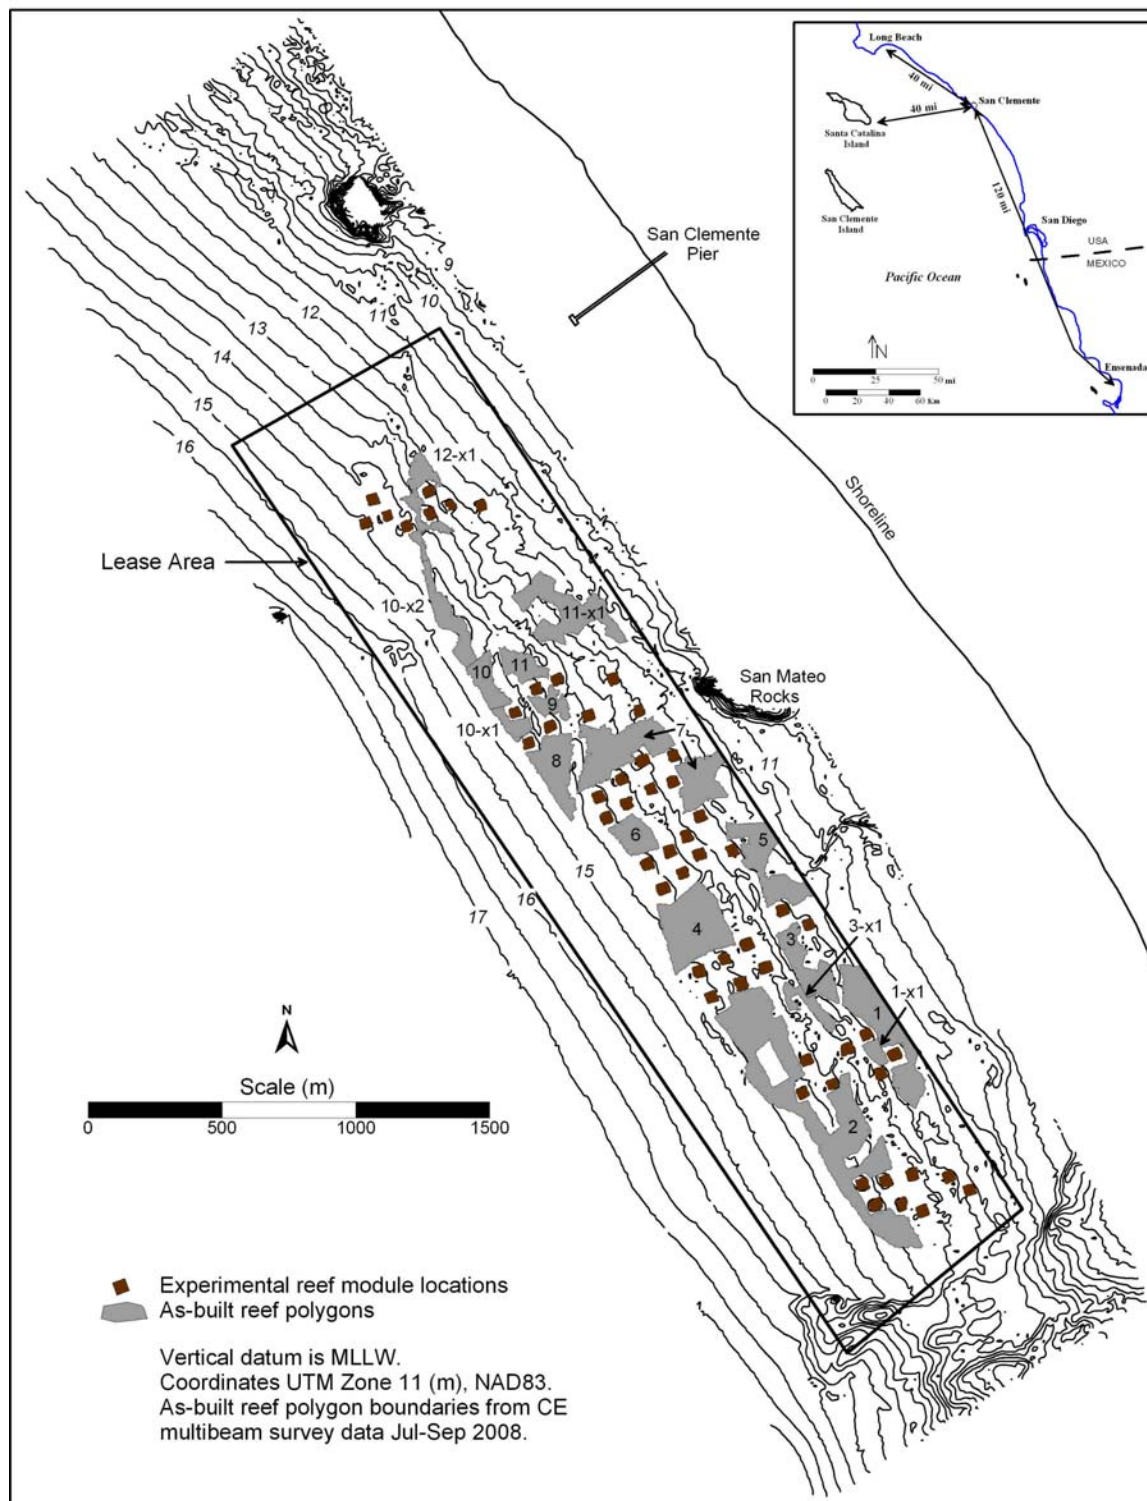 Long Beach
40 mi
San Clemente
40 mi
Santa Catalina
Island
120 mi
San Clemente
Island
San Diego
USA
MEXICO
Pacific Ocean
N
Ensenada
0 25 50 mi
0 20 40 60 Km
San Clemente
Pier
9
10
11
12
13
14
15
16
Shoreline
12-x1
Lease Area
10-x2
11-x1
10
11
9
10-x1
San Mateo
Rocks
7
8
11
6
5
15
16
17
4
3
3-x1
1
1-x1
2
N
Scale (m)
0 500 1000 1500
Experimental reef module locations
As-built reef polygons
Vertical datum is MLLW.
Coordinates UTM Zone 11 (m), NAD83.
As-built reef polygon boundaries from CE
multibeam survey data Jul-Sep 2008.